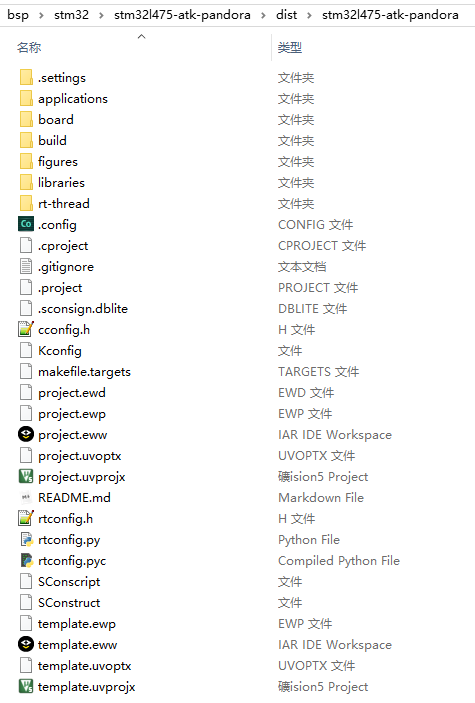 bsp > stm32 > stm32l475-atk-pandora > dist > stm32l475-atk-pandora
名称 类型
.settings 文件夹
applications 文件夹
board 文件夹
build 文件夹
figures 文件夹
libraries 文件夹
rt-thread 文件夹
.config CONFIG 文件
.cproject CPROJECT 文件
.gitignore 文本文档
.project PROJECT 文件
.sconsign.dblite DBLITE 文件
cconfig.h H 文件
Kconfig 文件
makefile.targets TARGETS 文件
project.ewd EWD 文件
project.ewp EWP 文件
project.eww IAR IDE Workspace
project.uvoptx UVOPTX 文件
project.uvprojx 礦ision5 Project
README.md Markdown File
rtconfig.h H 文件
rtconfig.py Python File
rtconfig.pyc Compiled Python File
SConscript 文件
SConstruct 文件
template.ewp EWP 文件
template.eww IAR IDE Workspace
template.uvoptx UVOPTX 文件
template.uvprojx 礦ision5 Project